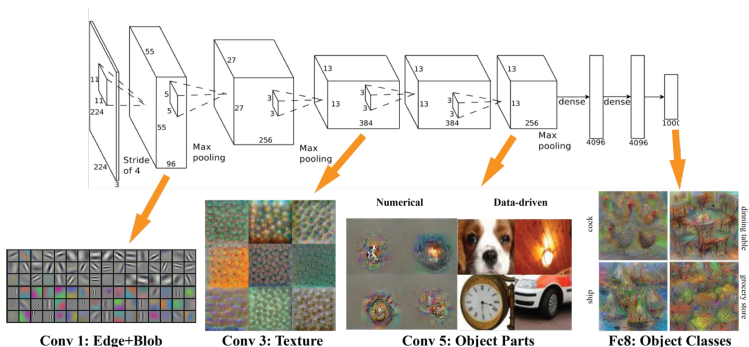 55
27
13
13
13
11
5
3
3
3
11
5
27
3
13
3
13
3
13
dense
dense
224
55
384
384
256
1000
256
Max
4096
4096
Max
Max
pooling
224
Stride
96
pooling
pooling
of 4
3
Numerical
Data-driven
cock
dinning table
ship
grocery store
Conv 1: Edge+Blob
Conv 3: Texture
Conv 5: Object Parts
Fc8: Object Classes